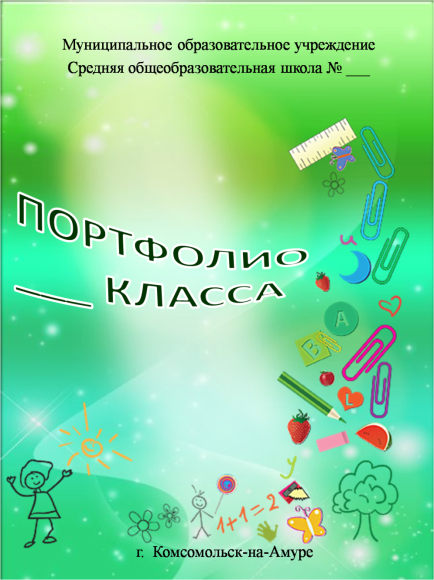 Муниципальное образовательное учреждение
Средняя общеобразовательная школа № ___
ПОРТФОЛИО
___ КЛАССА
и
A
B
L
у
1+1=2
г. Комсомольск-на-Амуре